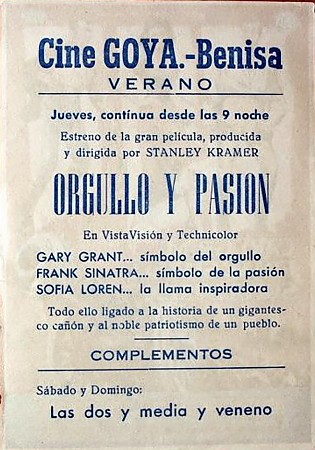 Cine GOYA.-Benisa
VERANO
Jueves, contínua desde las 9 noche
Estreno de la gran película, producida
y dirigida por STANLEY KRAMER
ORGULLO Y PASION
En VistaVisión y Technicolor
GARY GRANT... símbolo del orgullo
FRANK SINATRA... símbolo de la pasión
SOFIA LOREN... la llama inspiradora
Todo ello ligado a la historia de un gigantes-
co cañón y al noble patriotismo de un pueblo.
COMPLEMENTOS
Sábado y Domingo:
Las dos y media y veneno